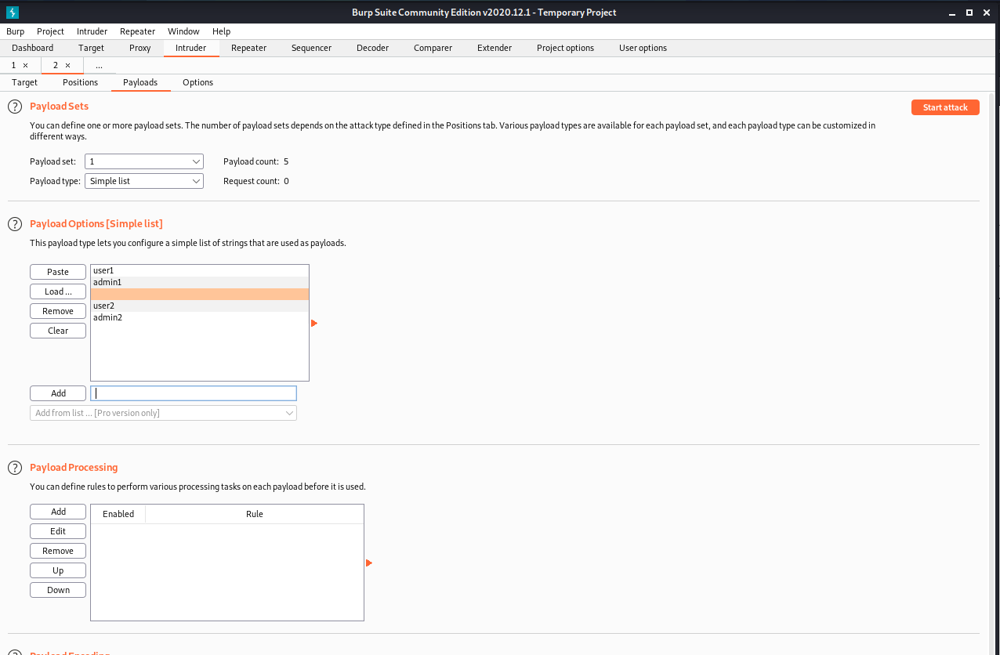 Burp Suite Community Edition v2020.12.1 - Temporary Project
Burp Project Intruder Repeater Window Help
Dashboard Target Proxy Intruder Repeater Sequencer Decoder Comparer Extender Project options User options
1 × 2 × ...
Target Positions Payloads Options
? Payload Sets
Start attack
You can define one or more payload sets. The number of payload sets depends on the attack type defined in the Positions tab. Various payload types are available for each payload set, and each payload type can be customized in
different ways.
Payload set: 1 Payload count: 5
Payload type: Simple list Request count: 0
? Payload Options [Simple list]
This payload type lets you configure a simple list of strings that are used as payloads.
Paste
Load ...
Remove
Clear
user1
admin1
user2
admin2
Add
Add from list ... [Pro version only]
? Payload Processing
You can define rules to perform various processing tasks on each payload before it is used.
Add
Edit
Remove
Up
Down
Enabled Rule
? Payload Encoding